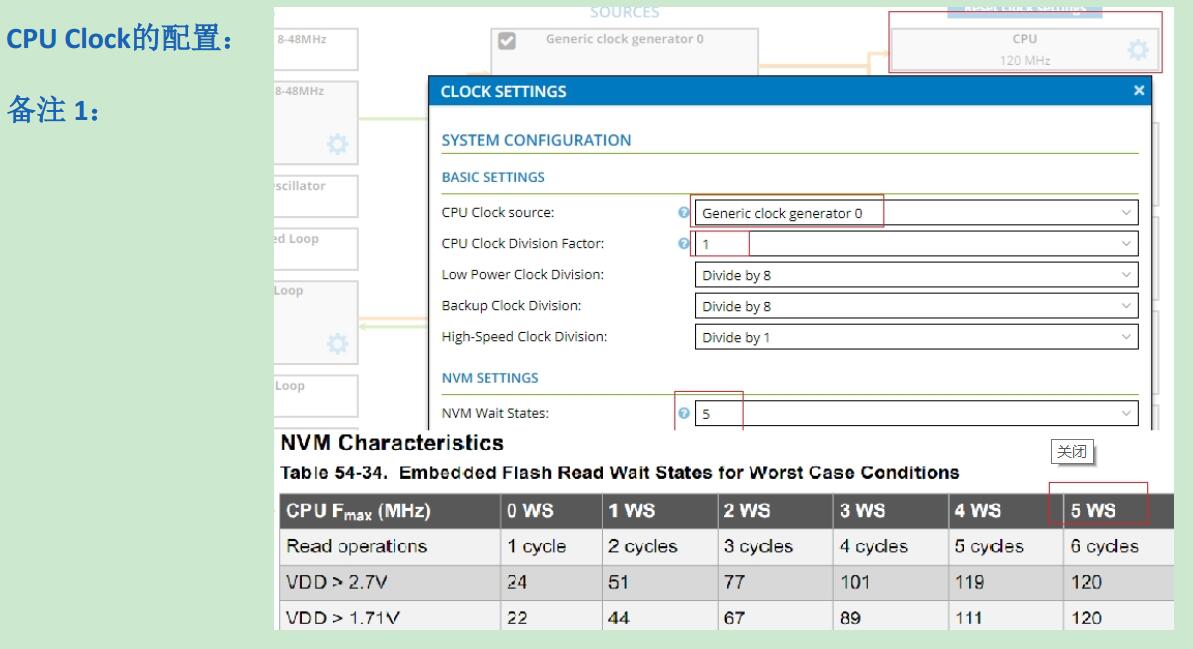 CPU Clock的配置：
备注 1：
SOURCES
Reset clock settings
8-48MHz
Generic clock generator 0
CPU
120 MHz
8-48MHz
scillator
ed Loop
Loop
Loop
CLOCK SETTINGS
×
SYSTEM CONFIGURATION
BASIC SETTINGS
CPU Clock source: ? Generic clock generator 0
CPU Clock Division Factor: ? 1
Low Power Clock Division: Divide by 8
Backup Clock Division: Divide by 8
High-Speed Clock Division: Divide by 1
NVM SETTINGS
NVM Wait States: ? 5
关闭
NVM Characteristics
Table 54-34. Embedded Flash Read Wait States for Worst Case Conditions
CPU Fmax (MHz) 0 WS 1 WS 2 WS 3 WS 4 WS 5 WS
Read operations 1 cycle 2 cycles 3 cycles 4 cycles 5 cycles 6 cycles
VDD > 2.7V 24 51 77 101 119 120
VDD > 1.71V 22 44 67 89 111 120